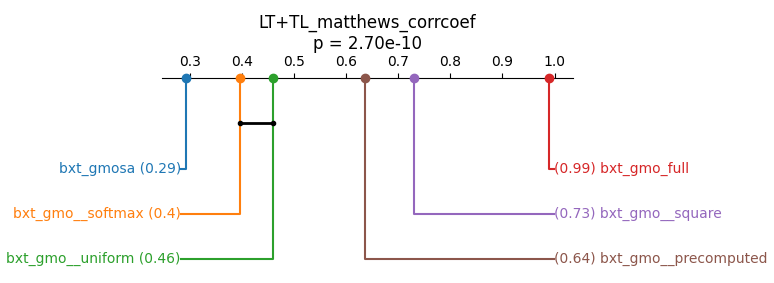 LT+TL_matthews_corrcoef
p = 2.70e-10
0.3 0.4 0.5 0.6 0.7 0.8 0.9 1.0
bxt_gmosa (0.29) (0.99) bxt_gmo_full
bxt_gmo__softmax (0.4) (0.73) bxt_gmo__square
bxt_gmo__uniform (0.46) (0.64) bxt_gmo__precomputed